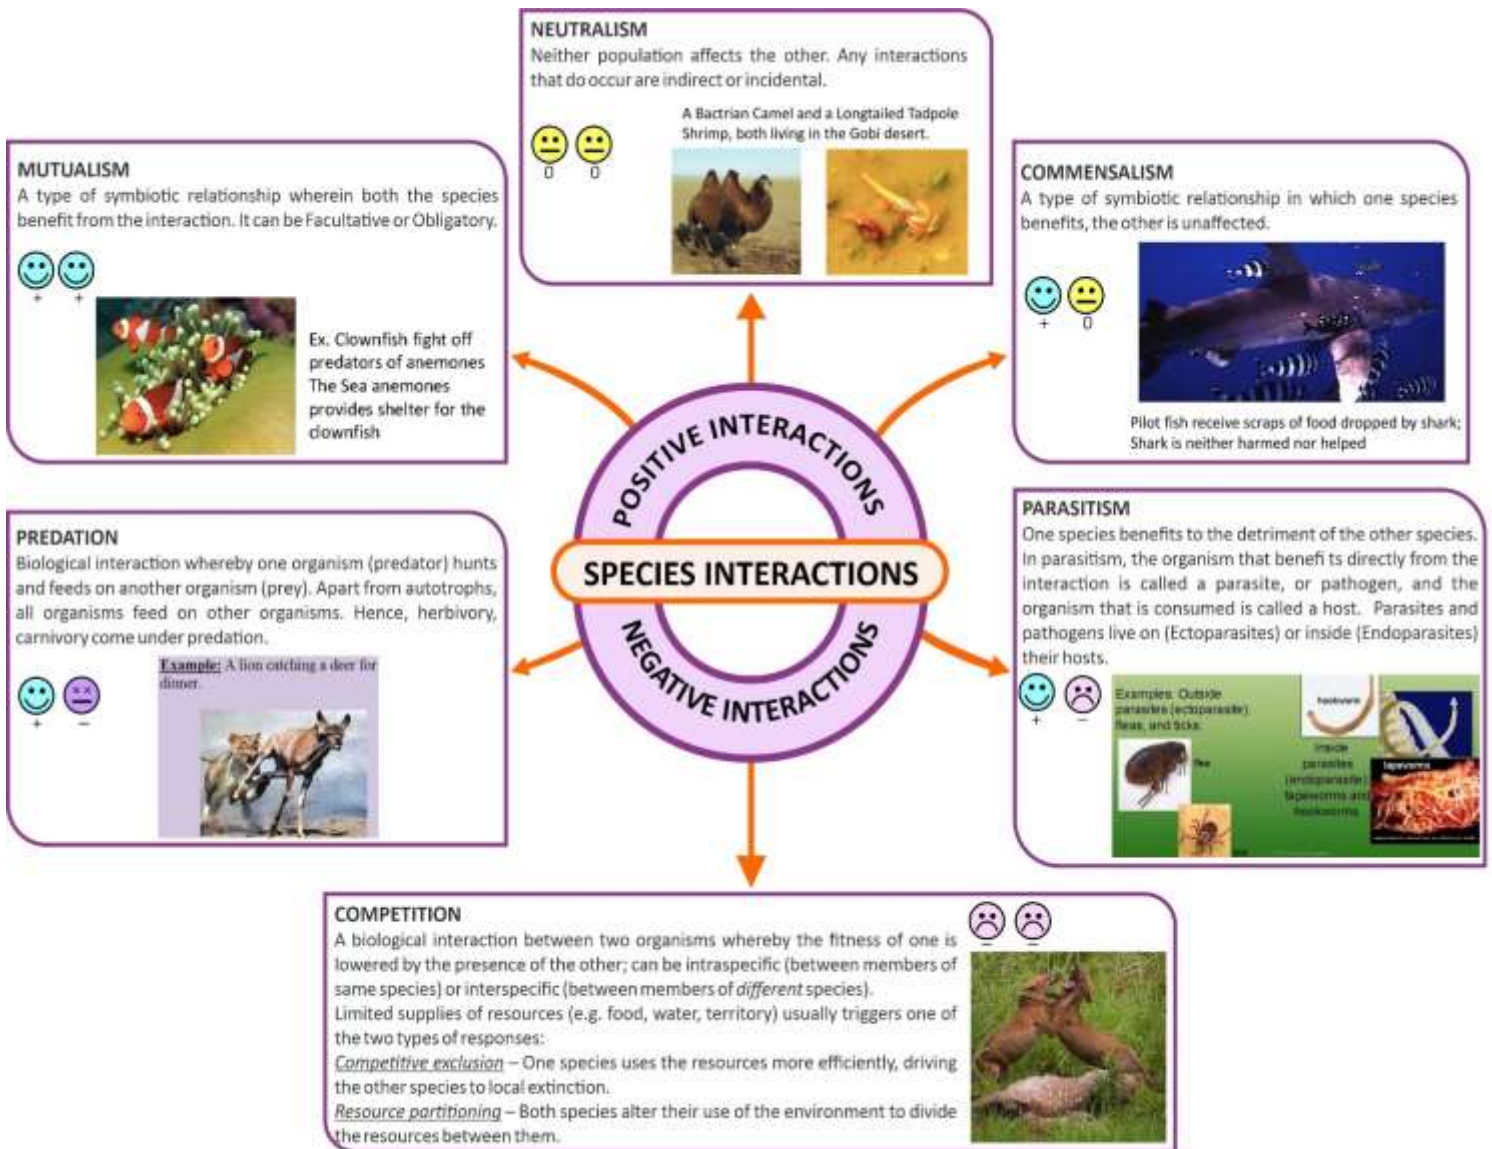 NEUTRALISM
Neither population affects the other. Any interactions
that do occur are indirect or incidental.
A Bactrian Camel and a Longtailed Tadpole
Shrimp, both living in the Gobi desert.
0 0
MUTUALISM
A type of symbiotic relationship wherein both the species
benefit from the interaction. It can be Facultative or Obligatory.
+ +
Ex. Clownfish fight off
predators of anemones
The Sea anemones
provides shelter for the
clownfish
COMMENSALISM
A type of symbiotic relationship in which one species
benefits, the other is unaffected.
+ 0
Pilot fish receive scraps of food dropped by shark;
Shark is neither harmed nor helped
POSITIVE INTERACTIONS
SPECIES INTERACTIONS
NEGATIVE INTERACTIONS
PREDATION
Biological interaction whereby one organism (predator) hunts
and feeds on another organism (prey). Apart from autotrophs,
all organisms feed on other organisms. Hence, herbivory,
carnivory come under predation.
+ –
Example: A lion catching a deer for
dinner.
PARASITISM
One species benefits to the detriment of the other species.
In parasitism, the organism that benefi ts directly from the
interaction is called a parasite, or pathogen, and the
organism that is consumed is called a host. Parasites and
pathogens live on (Ectoparasites) or inside (Endoparasites)
their hosts.
+ –
Examples: Outside
parasites (ectoparasite)
fleas, and ticks.
flea
hookworm
Inside
parasites
(endoparasite)
tapeworms and
hookworms
tapeworms
COMPETITION
A biological interaction between two organisms whereby the fitness of one is
lowered by the presence of the other; can be intraspecific (between members of
same species) or interspecific (between members of different species).
Limited supplies of resources (e.g. food, water, territory) usually triggers one of
the two types of responses:
Competitive exclusion – One species uses the resources more efficiently, driving
the other species to local extinction.
Resource partitioning – Both species alter their use of the environment to divide
the resources between them.
– –